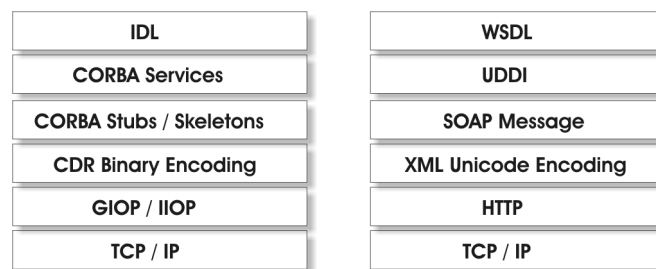 IDL
CORBA Services
CORBA Stubs / Skeletons
CDR Binary Encoding
GIOP / IIOP
TCP / IP
WSDL
UDDI
SOAP Message
XML Unicode Encoding
HTTP
TCP / IP